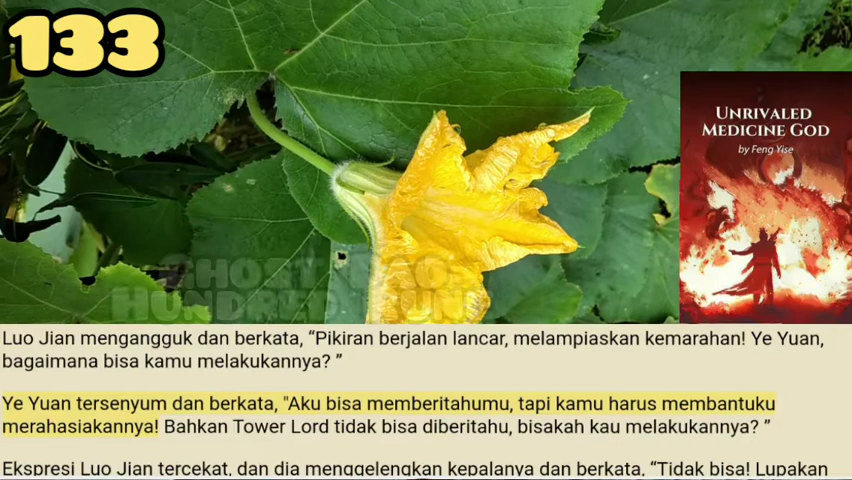 133
UNRIVALED
MEDICINE GOD
by Feng Yise
Luo Jian mengangguk dan berkata, “Pikiran berjalan lancar, melampiaskan kemarahan! Ye Yuan,
bagaimana bisa kamu melakukannya? ”
Ye Yuan tersenyum dan berkata, "Aku bisa memberitahumu, tapi kamu harus membantuku
merahasiakannya! Bahkan Tower Lord tidak bisa diberitahu, bisakah kau melakukannya? ”
Ekspresi Luo Jian tercekat, dan dia menggelengkan kepalanya dan berkata, “Tidak bisa! Lupakan